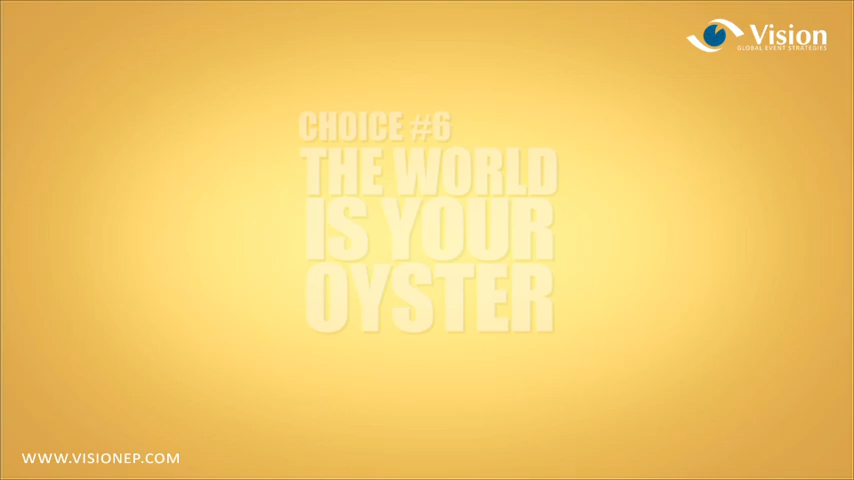 Vision
GLOBAL EVENT STRATEGIES
CHOICE #6
THE WORLD
IS YOUR
OYSTER
WWW.VISIONEP.COM